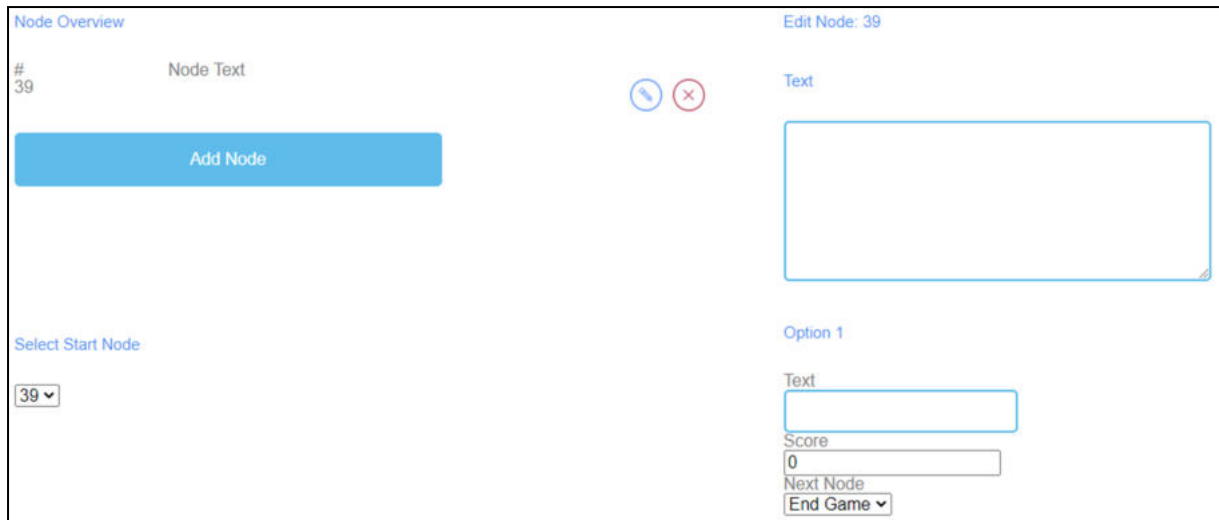 Node Overview
# Node Text
39
Add Node
Select Start Node
39
Edit Node: 39
Text
Option 1
Text
Score
0
Next Node
End Game